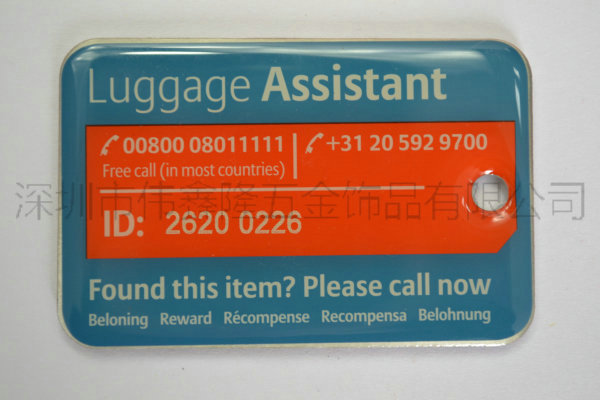 Luggage Assistant
00800 08011111 | +31 20 592 9700
Free call (in most countries)
深圳市伟鑫隆五金饰品有限公司
ID: 2620 0226
Found this item? Please call now
Beloning Reward Récompense Recompensa Belohnung